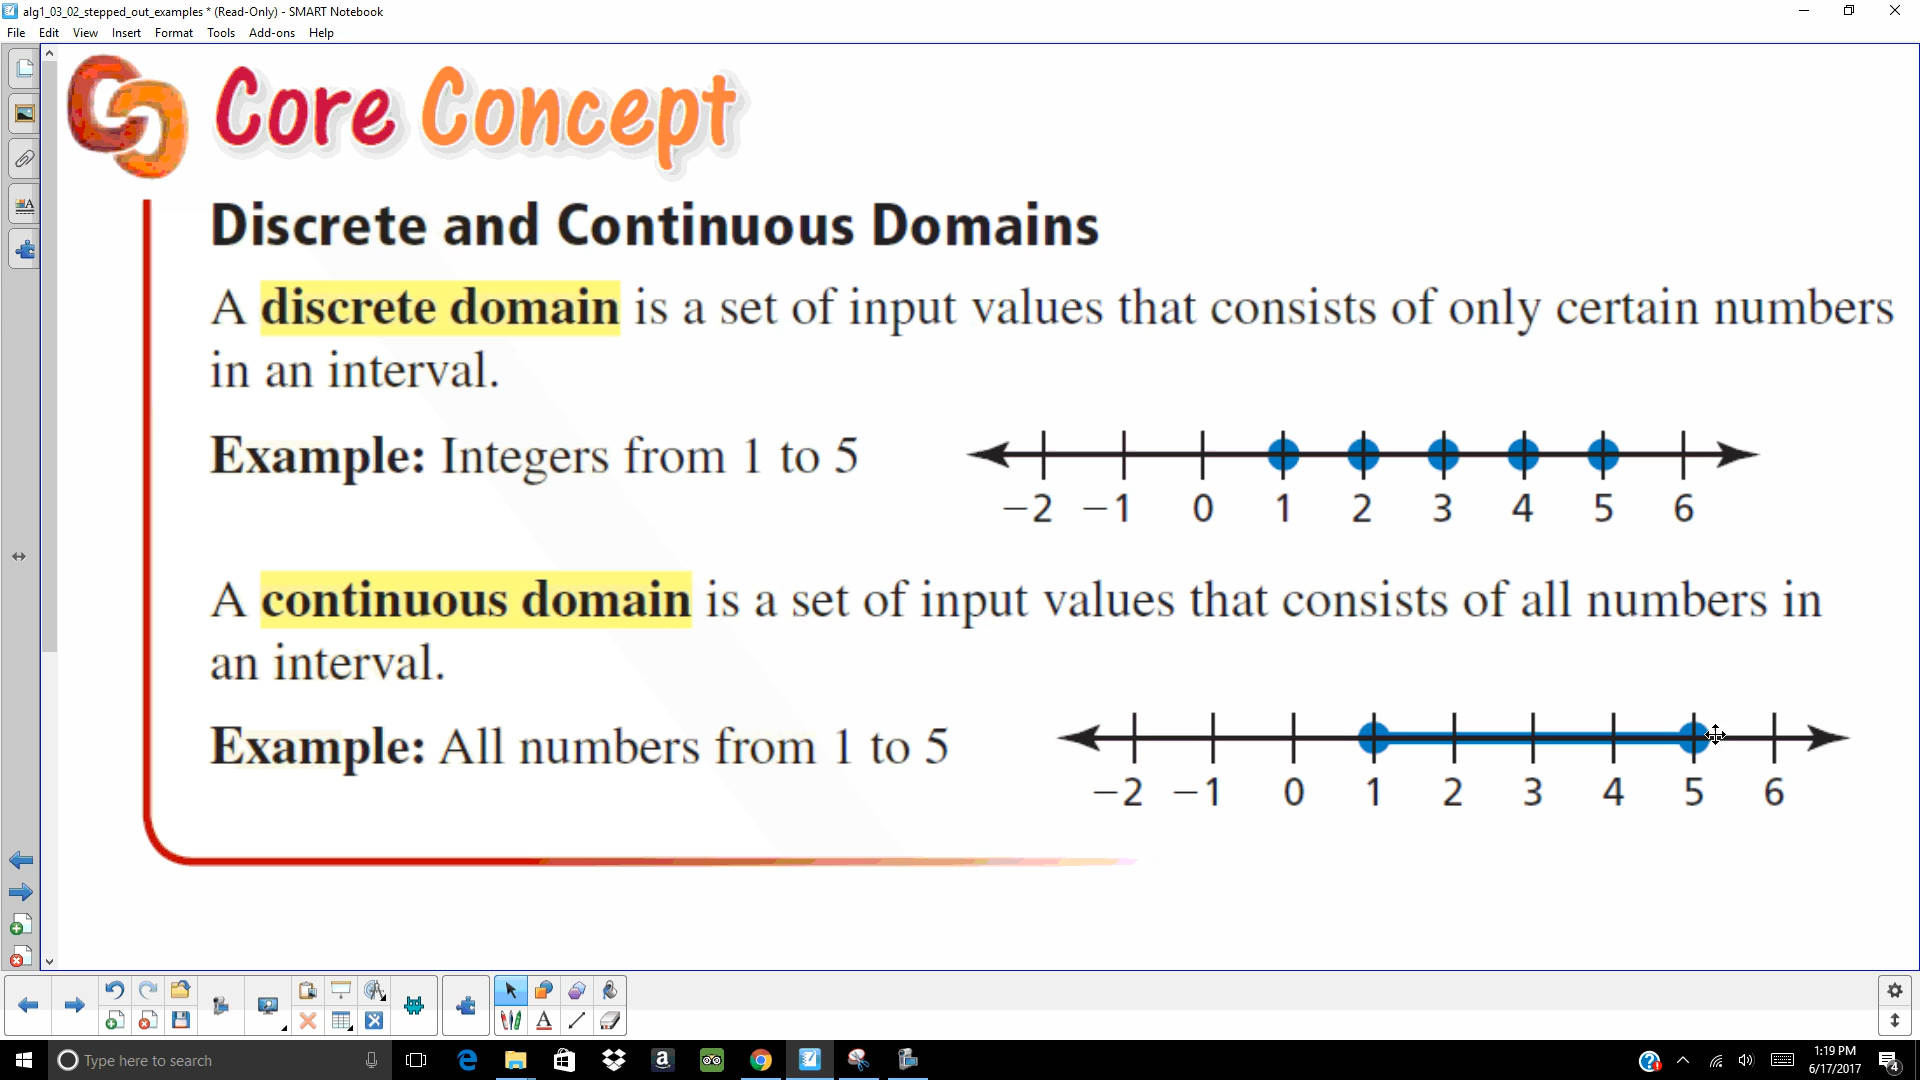 alg1_03_02_stepped_out_examples * (Read-Only) - SMART Notebook
File Edit View Insert Format Tools Add-ons Help
Core Concept
Discrete and Continuous Domains
A discrete domain is a set of input values that consists of only certain numbers
in an interval.
Example: Integers from 1 to 5
−2 −1 0 1 2 3 4 5 6
A continuous domain is a set of input values that consists of all numbers in
an interval.
Example: All numbers from 1 to 5
−2 −1 0 1 2 3 4 5 6
Type here to search
1:19 PM
6/17/2017
4